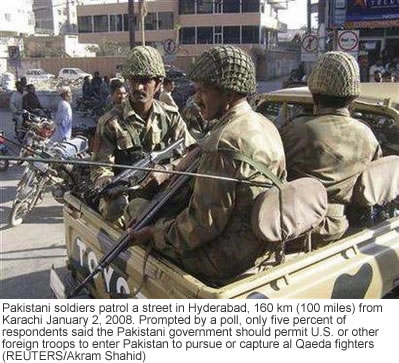 TOYO
Pakistani soldiers patrol a street in Hyderabad, 160 km (100 miles) from
Karachi January 2, 2008. Prompted by a poll, only five percent of
respondents said the Pakistani government should permit U.S. or other
foreign troops to enter Pakistan to pursue or capture al Qaeda fighters
(REUTERS/Akram Shahid)